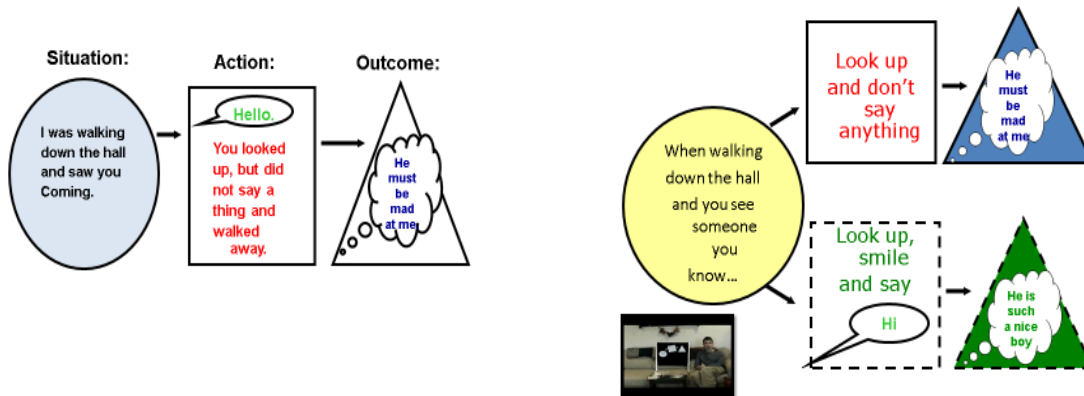 Situation:
Action:
Outcome:
I was walking
down the hall
and saw you
Coming.
Hello.
You looked
up, but did
not say a
thing and
walked
away.
He
must
be
mad
at me
When walking
down the hall
and you see
someone
you
know…
Look up
and don't
say
anything
He
must
be
mad
at me
Look up,
smile
and say
Hi
He is
such
a nice
boy